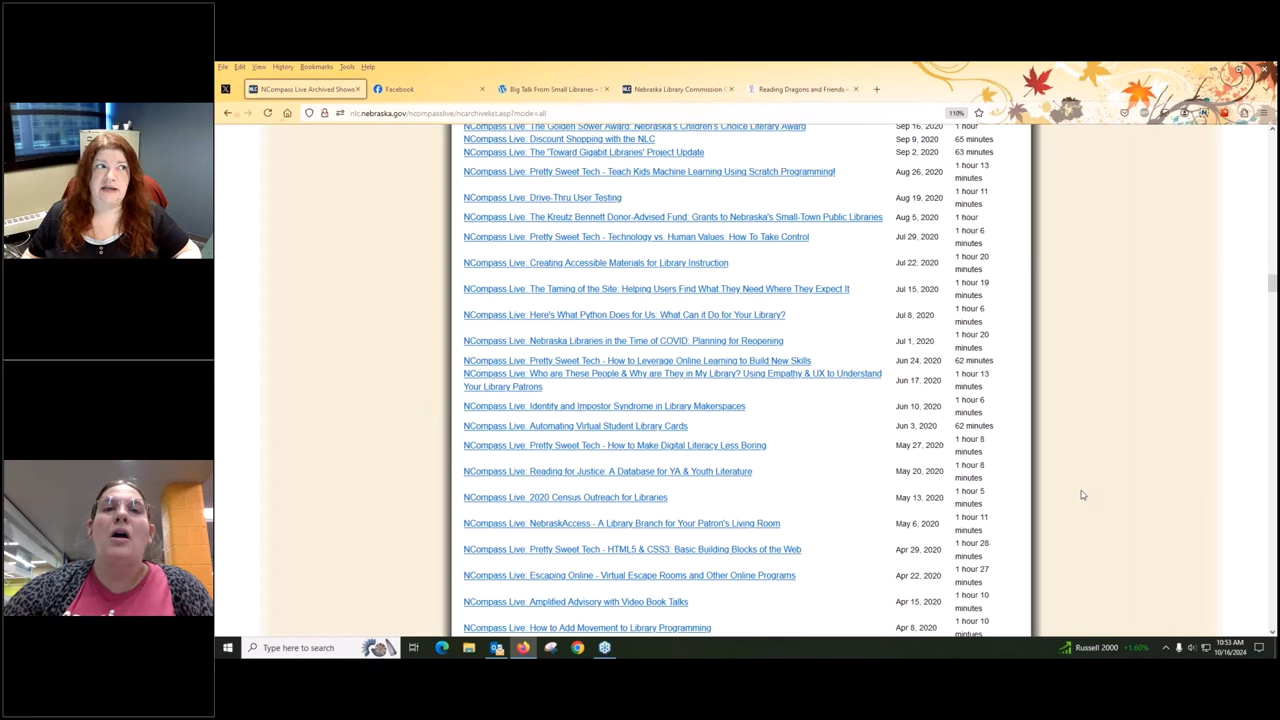 File Edit View History Bookmarks Tools Help
NCompass Live Archived Shows
Facebook
Big Talk From Small Libraries –
Nebraska Library Commission
Reading Dragons and Friends –
nlc.nebraska.gov/ncompasslive/ncarchivelist.asp?mode=all
110%
NCompass Live: The Golden Sower Award: Nebraska's Children's Choice Literary Award Sep 16, 2020 1 hour
NCompass Live: Discount Shopping with the NLC Sep 9, 2020 65 minutes
NCompass Live: The 'Toward Gigabit Libraries' Project Update Sep 2, 2020 63 minutes
NCompass Live: Pretty Sweet Tech - Teach Kids Machine Learning Using Scratch Programming! Aug 26, 2020 1 hour 13
minutes
NCompass Live: Drive-Thru User Testing Aug 19, 2020 1 hour 11
minutes
NCompass Live: The Kreutz Bennett Donor-Advised Fund: Grants to Nebraska's Small-Town Public Libraries Aug 5, 2020 1 hour
NCompass Live: Pretty Sweet Tech - Technology vs. Human Values: How To Take Control Jul 29, 2020 1 hour 6
minutes
NCompass Live: Creating Accessible Materials for Library Instruction Jul 22, 2020 1 hour 20
minutes
NCompass Live: The Taming of the Site: Helping Users Find What They Need Where They Expect It Jul 15, 2020 1 hour 19
minutes
NCompass Live: Here's What Python Does for Us: What Can it Do for Your Library? Jul 8, 2020 1 hour 6
minutes
NCompass Live: Nebraska Libraries in the Time of COVID: Planning for Reopening Jul 1, 2020 1 hour 20
minutes
NCompass Live: Pretty Sweet Tech - How to Leverage Online Learning to Build New Skills Jun 24, 2020 62 minutes
NCompass Live: Who are These People & Why are They in My Library? Using Empathy & UX to Understand
Your Library Patrons Jun 17, 2020 1 hour 13
minutes
NCompass Live: Identity and Impostor Syndrome in Library Makerspaces Jun 10, 2020 1 hour 6
minutes
NCompass Live: Automating Virtual Student Library Cards Jun 3, 2020 62 minutes
NCompass Live: Pretty Sweet Tech - How to Make Digital Literacy Less Boring May 27, 2020 1 hour 8
minutes
NCompass Live: Reading for Justice: A Database for YA & Youth Literature May 20, 2020 1 hour 8
minutes
NCompass Live: 2020 Census Outreach for Libraries May 13, 2020 1 hour 5
minutes
NCompass Live: NebraskAccess - A Library Branch for Your Patron's Living Room May 6, 2020 1 hour 11
minutes
NCompass Live: Pretty Sweet Tech - HTML5 & CSS3: Basic Building Blocks of the Web Apr 29, 2020 1 hour 28
minutes
NCompass Live: Escaping Online - Virtual Escape Rooms and Other Online Programs Apr 22, 2020 1 hour 27
minutes
NCompass Live: Amplified Advisory with Video Book Talks Apr 15, 2020 1 hour 10
minutes
NCompass Live: How to Add Movement to Library Programming Apr 8, 2020 1 hour 10
mintues
Type here to search
Russell 2000 +1.60%
10:53 AM
10/16/2024